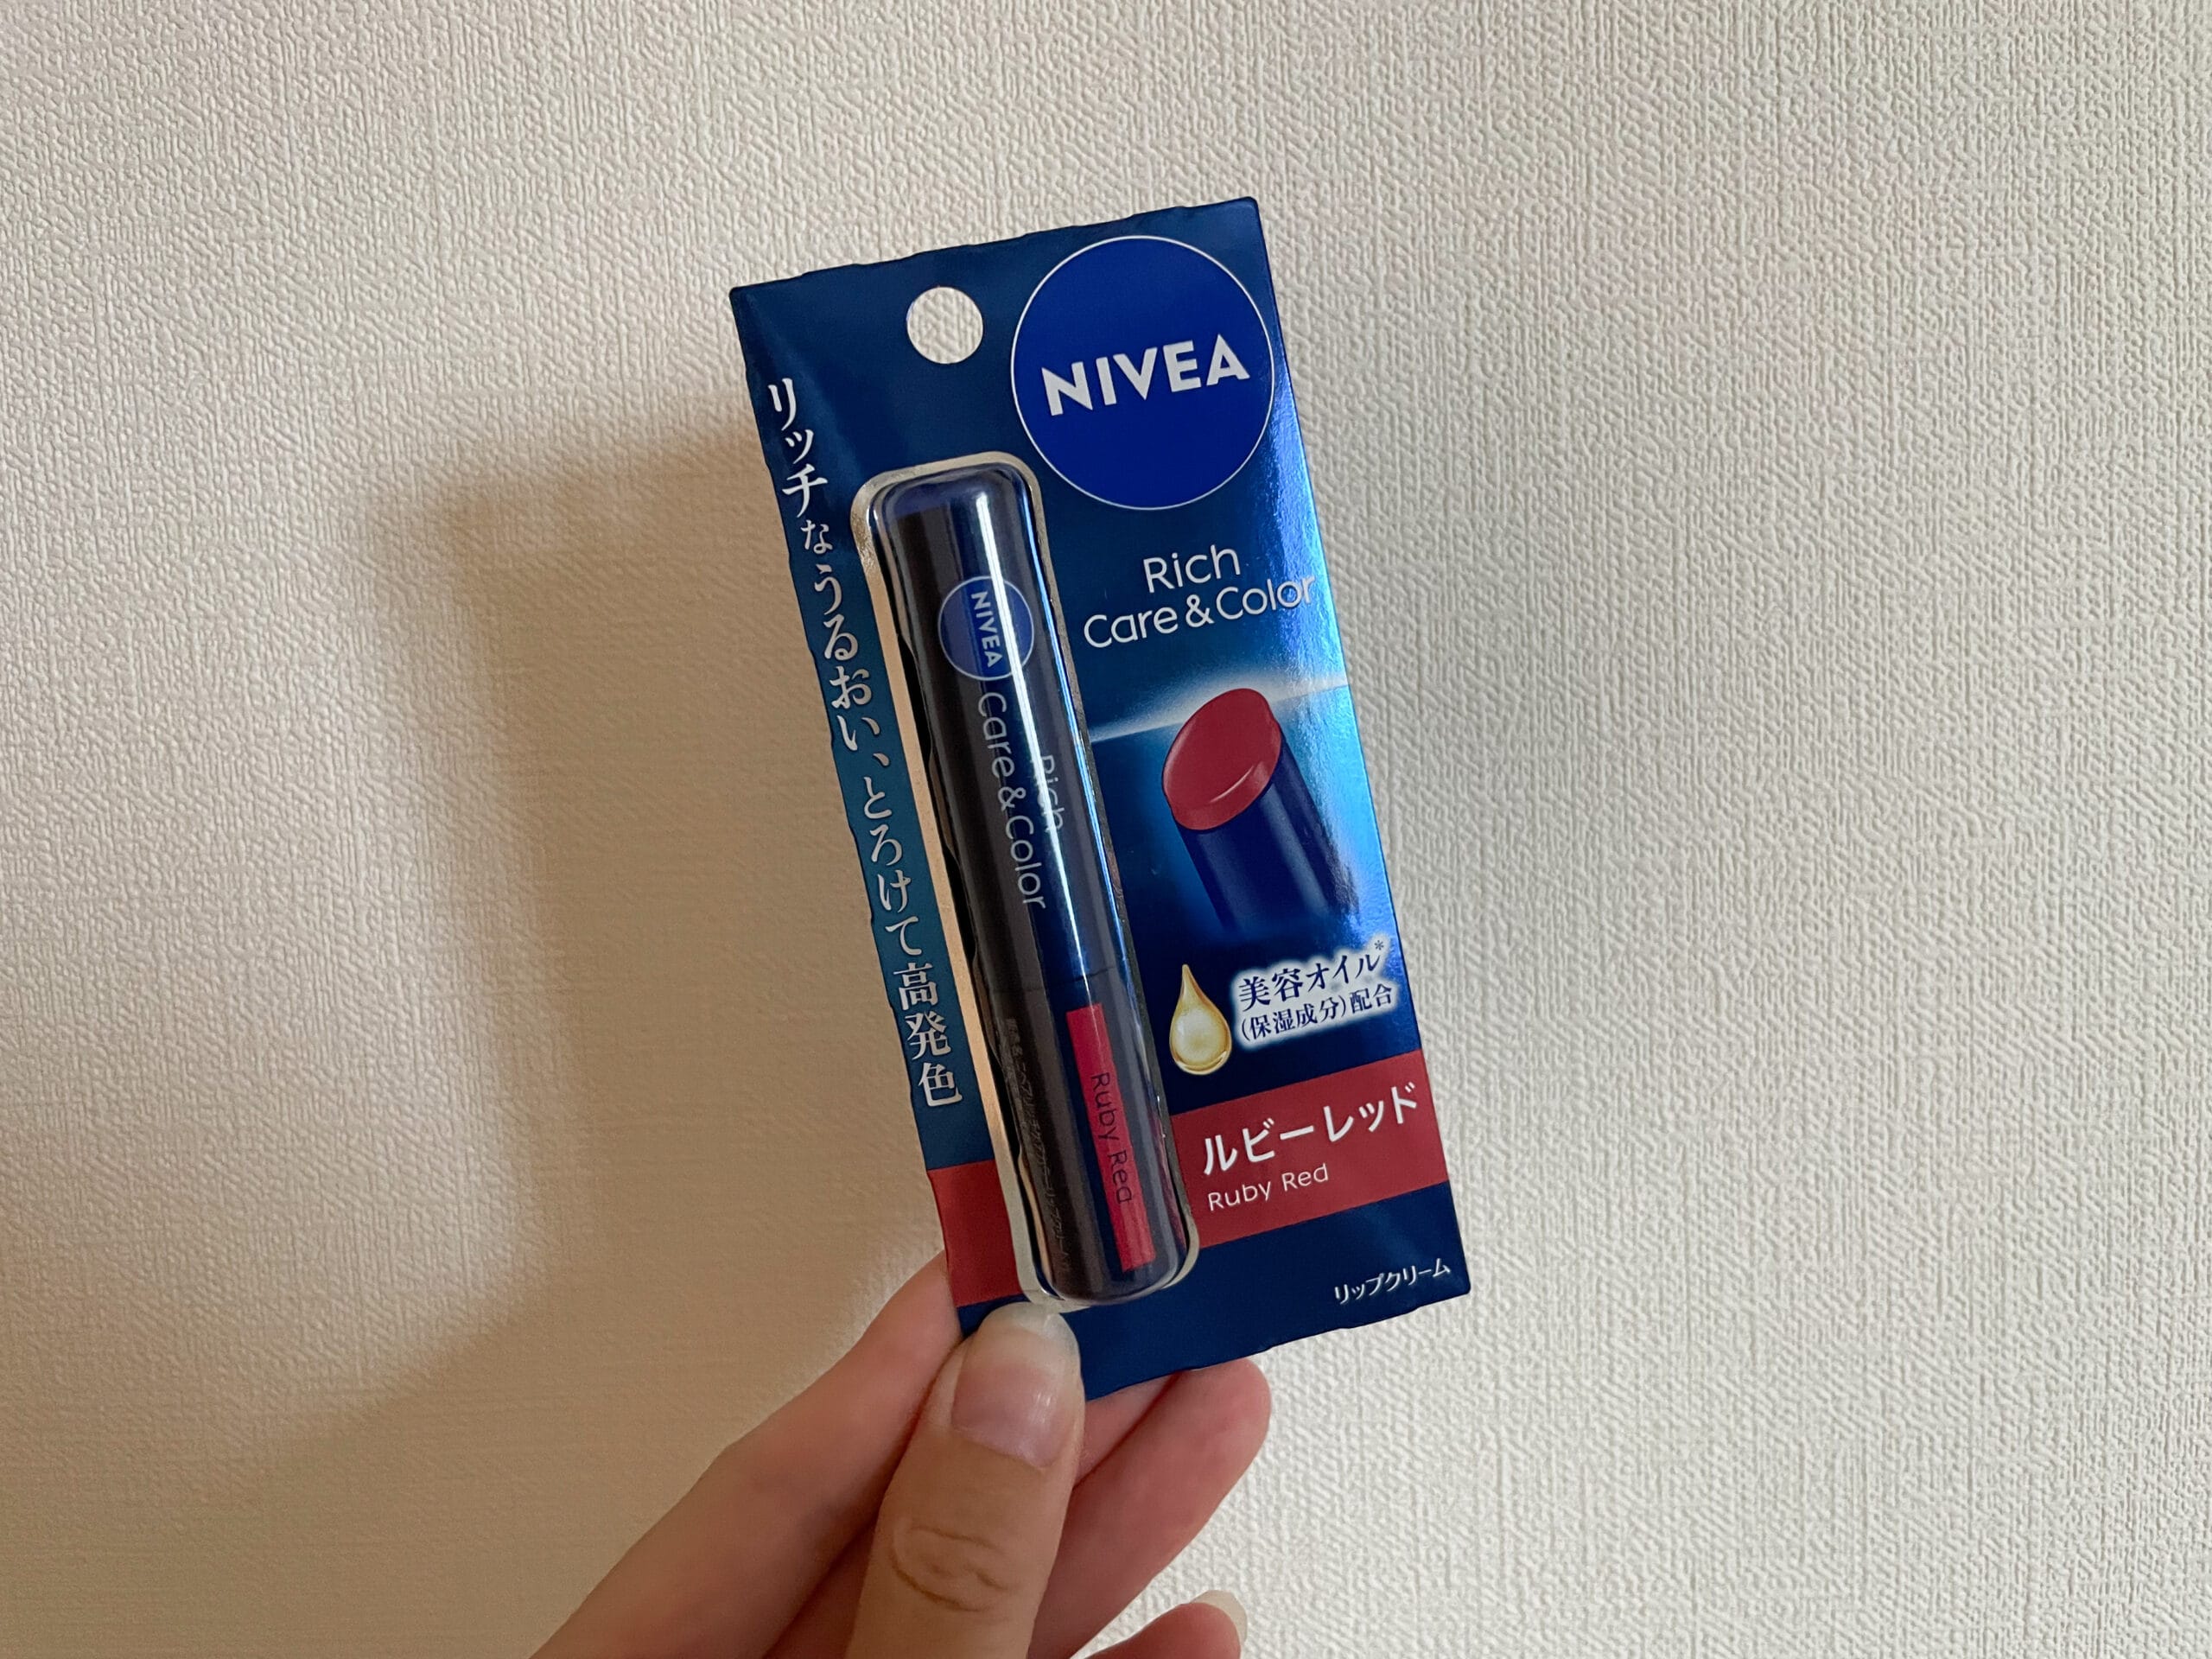 NIVEA
Rich
Care & Color
リッチなうるおい、とろけて高発色
NIVEA
Rich
Care & Color
Ruby Red
美容オイル*
(保湿成分)配合
ルビーレッド
Ruby Red
リップクリーム